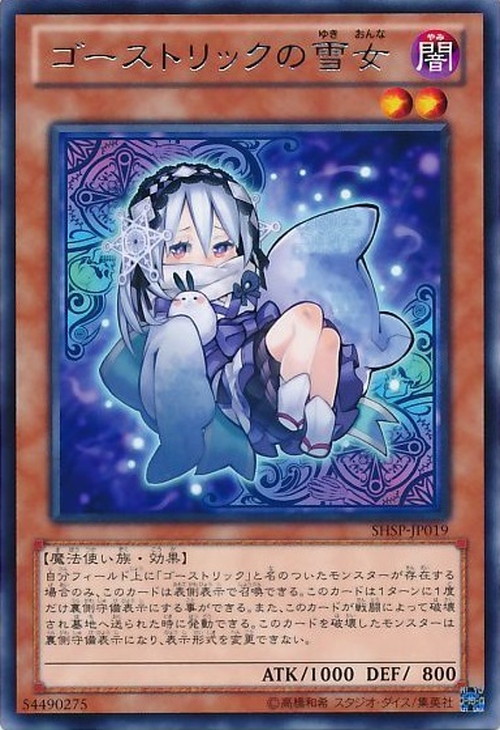 ゴーストリックの雪女
ゆき おんな
闇
やみ
SHSP-JP019
【魔法使い族・効果】
自分フィールド上に「ゴーストリック」と名のついたモンスターが存在する
場合のみ、このカードは表側表示で召喚できる。このカードは1ターンに1度
だけ裏側守備表示にする事ができる。また、このカードが戦闘によって破壊
され墓地へ送られた時に発動できる。このカードを破壊したモンスターは
裏側守備表示になり、表示形式を変更できない。
ATK/1000 DEF/ 800
54490275
©高橋和希 スタジオ・ダイス/集英社